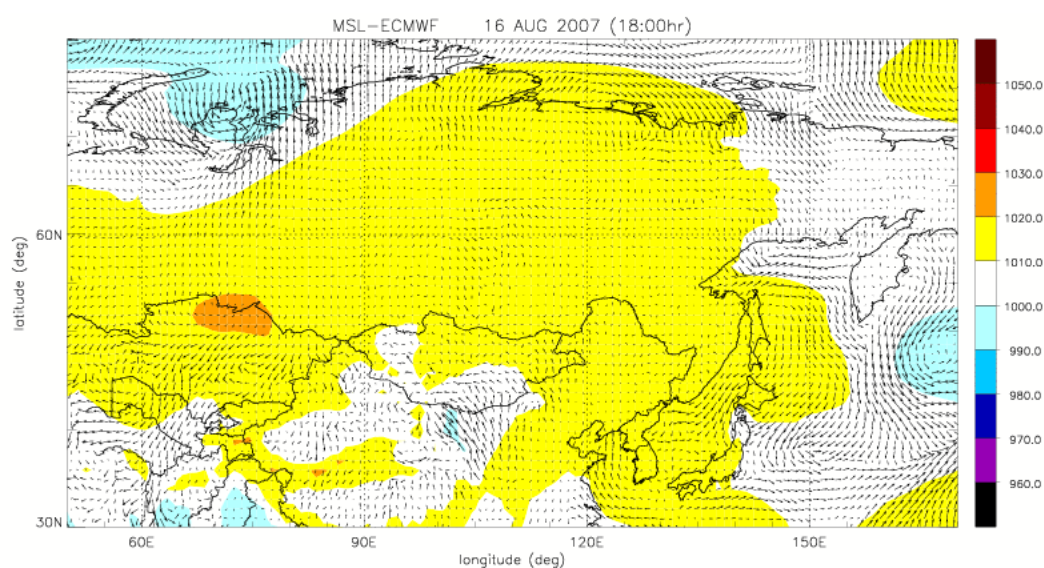 MSL-ECMWF 16 AUG 2007 (18:00hr)
1050.0
1040.0
1030.0
1020.0
1010.0
1000.0
990.0
980.0
970.0
960.0
latitude (deg)
60N
30N
60E 90E 120E 150E
longitude (deg)